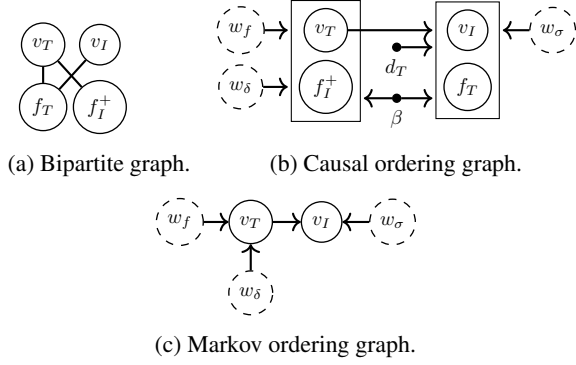 v_T v_I
f_T f_I^+
(a) Bipartite graph.
w_f v_T v_I w_σ
d_T
w_δ f_I^+ f_T
β
(b) Causal ordering graph.
w_f v_T v_I w_σ
w_δ
(c) Markov ordering graph.